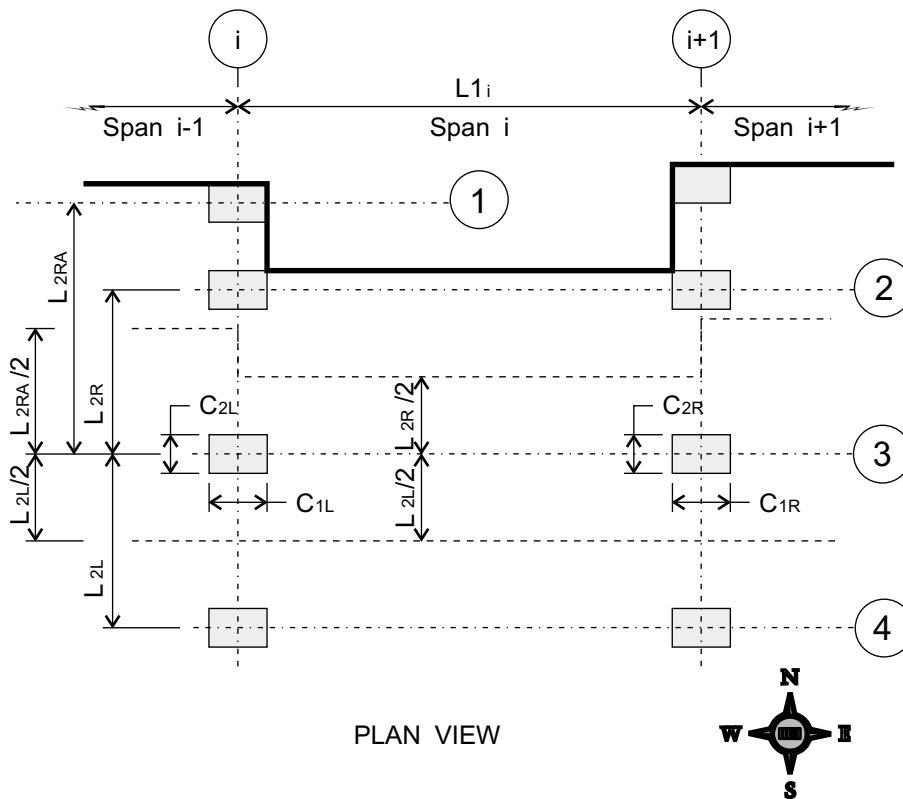 i
i+1
L1i
Span i-1
Span i
Span i+1
1
L2RA
2
L2R
L2RA/2
L2R/2
C2L
C2R
3
L2L/2
L2L/2
C1L
C1R
L2L
4
N
PLAN VIEW
W
E
S